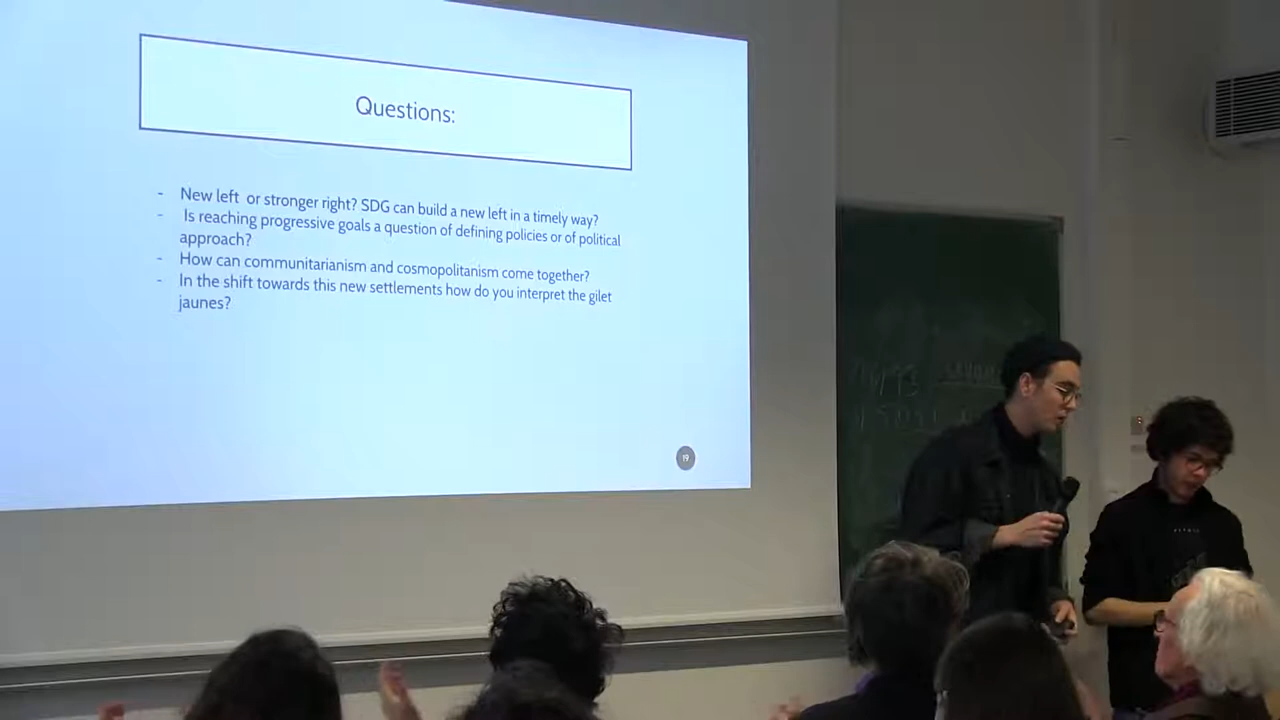 Questions:
- New left or stronger right? SDG can build a new left in a timely way?
- Is reaching progressive goals a question of defining policies or of political
approach?
- How can communitarianism and cosmopolitanism come together?
- In the shift towards this new settlements how do you interpret the gilet
jaunes?
19